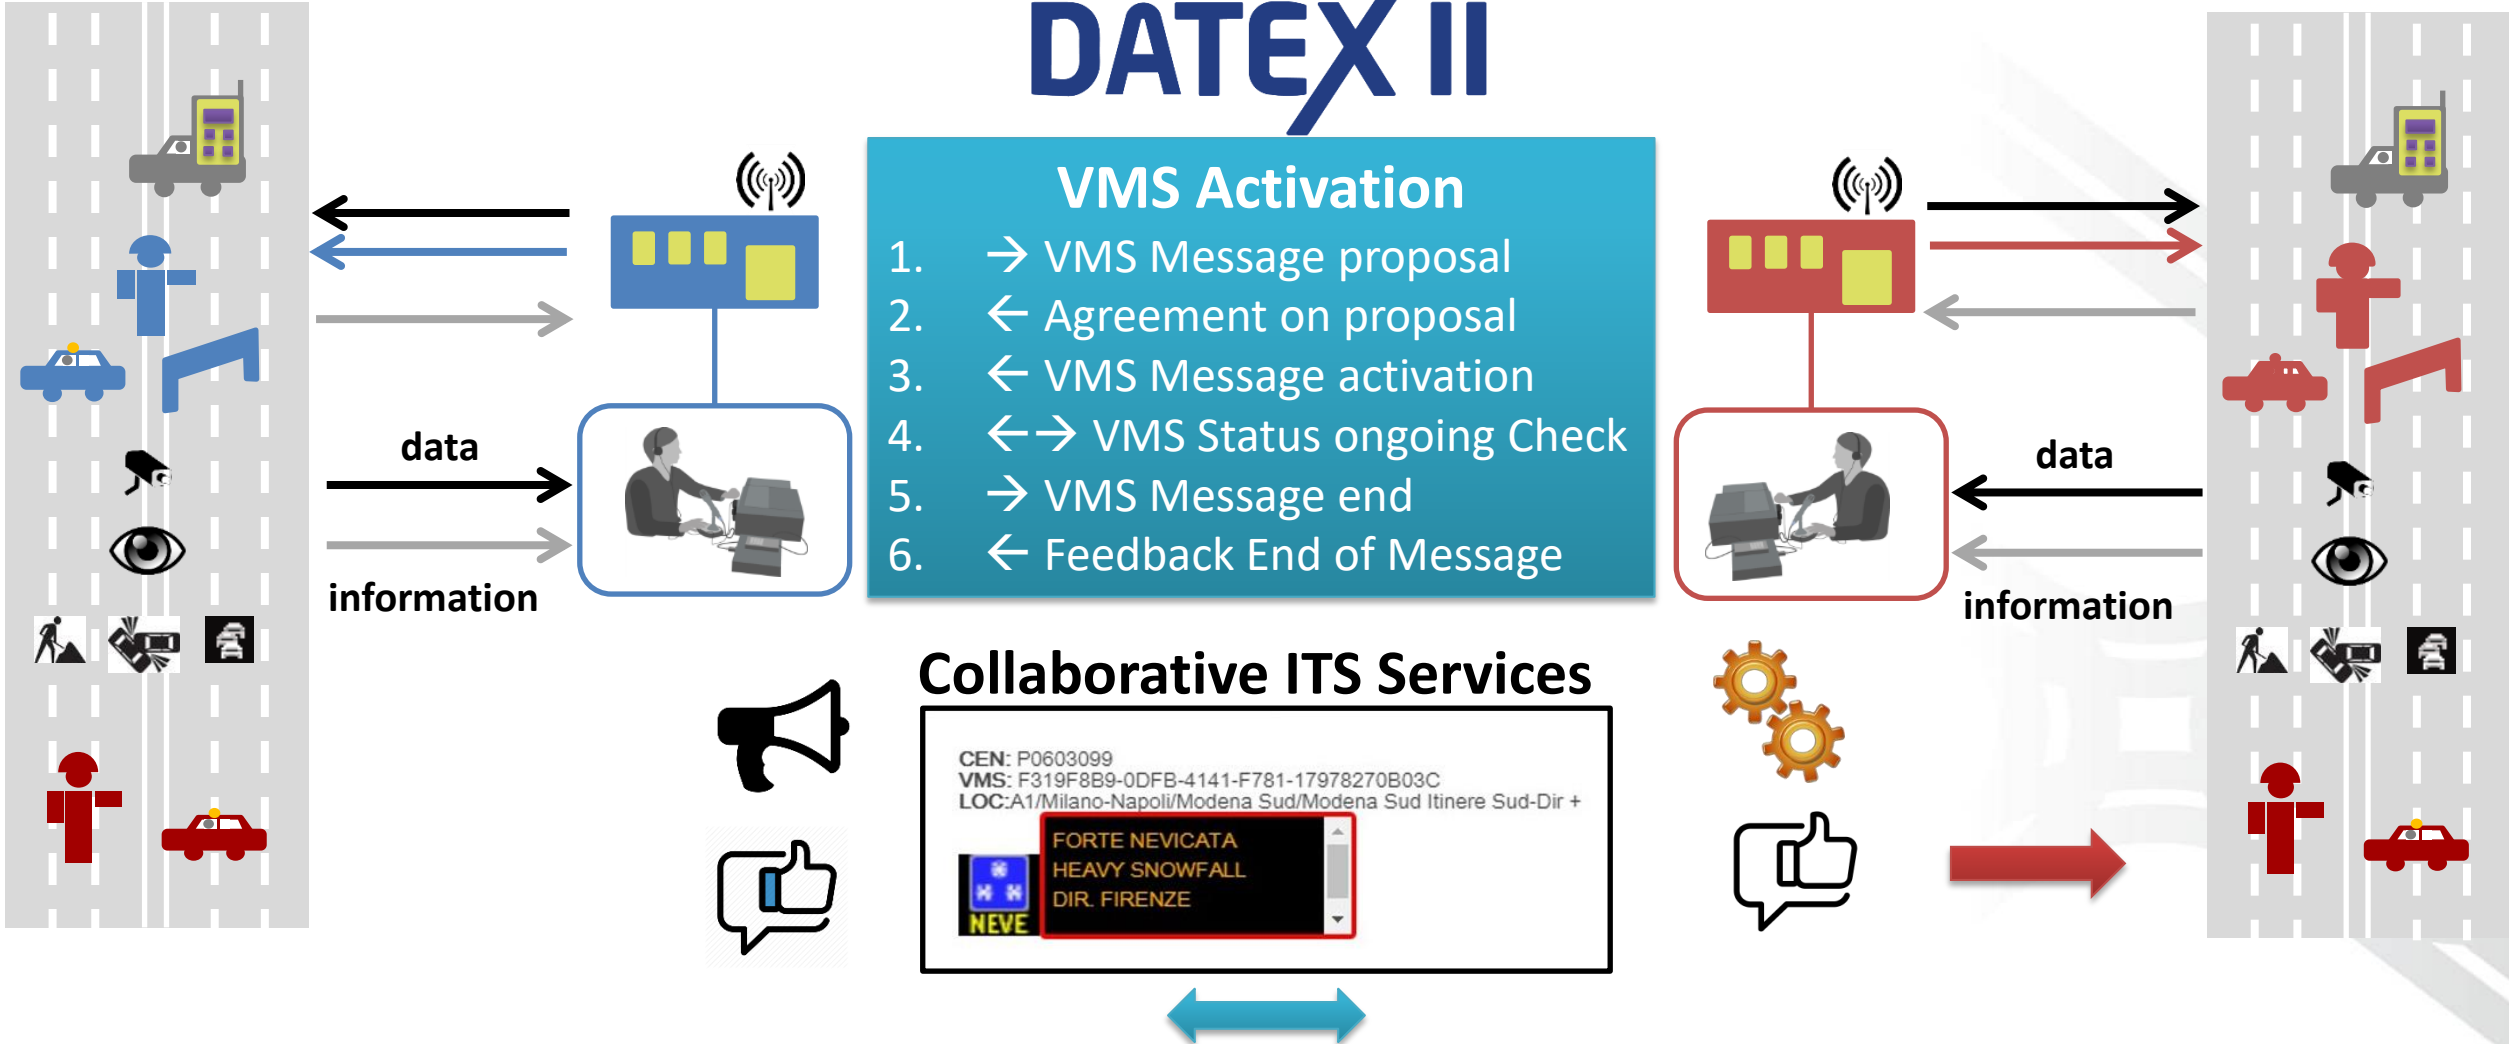 DATEX II
VMS Activation
1. → VMS Message proposal
2. ← Agreement on proposal
3. ← VMS Message activation
4. ←→ VMS Status ongoing Check
5. → VMS Message end
6. ← Feedback End of Message
data
information
data
information
Collaborative ITS Services
CEN: P0603099
VMS: F319F8B9-0DFB-4141-F781-17978270B03C
LOC:A1/Milano-Napoli/Modena Sud/Modena Sud Itinere Sud-Dir +
FORTE NEVICATA
HEAVY SNOWFALL
DIR. FIRENZE
NEVE